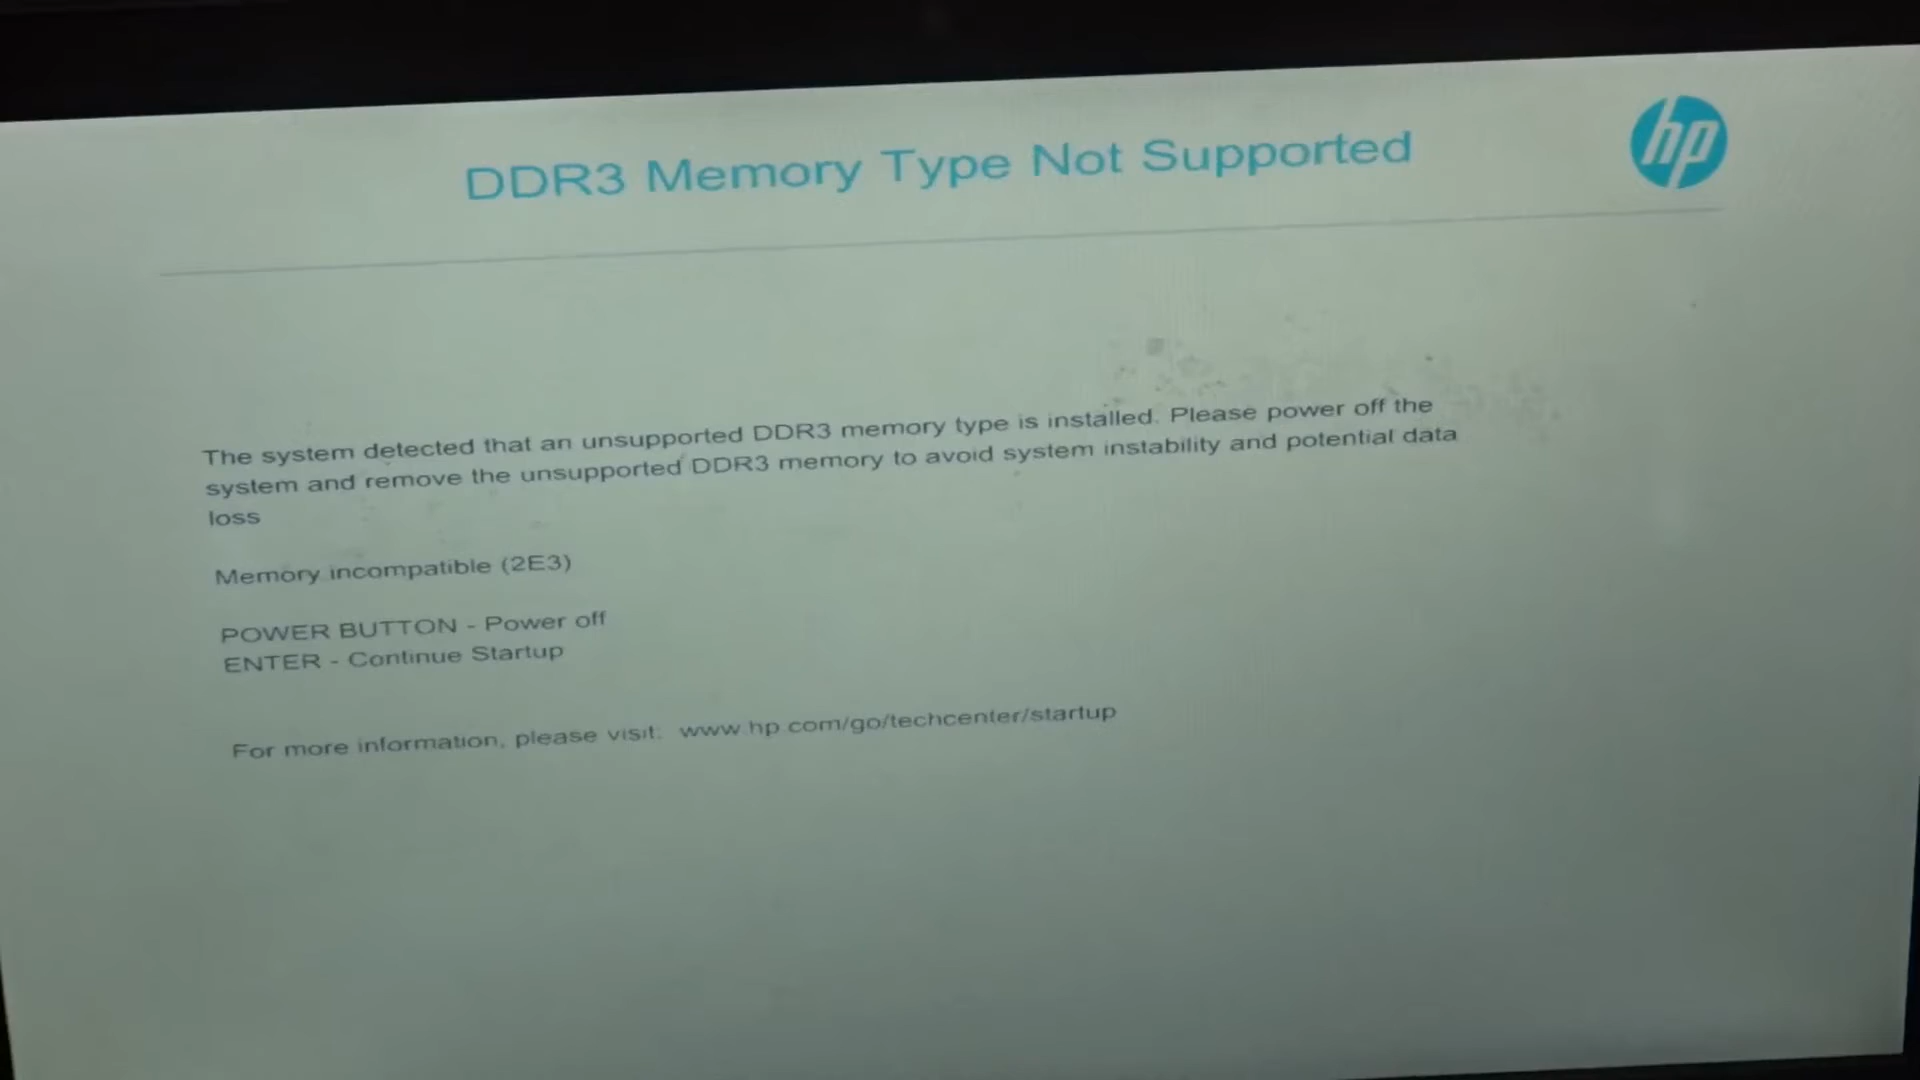 DDR3 Memory Type Not Supported
hp
The system detected that an unsupported DDR3 memory type is installed. Please power off the
system and remove the unsupported DDR3 memory to avoid system instability and potential data
loss
Memory incompatible (2E3)
POWER BUTTON - Power off
ENTER - Continue Startup
For more information, please visit: www.hp.com/go/techcenter/startup